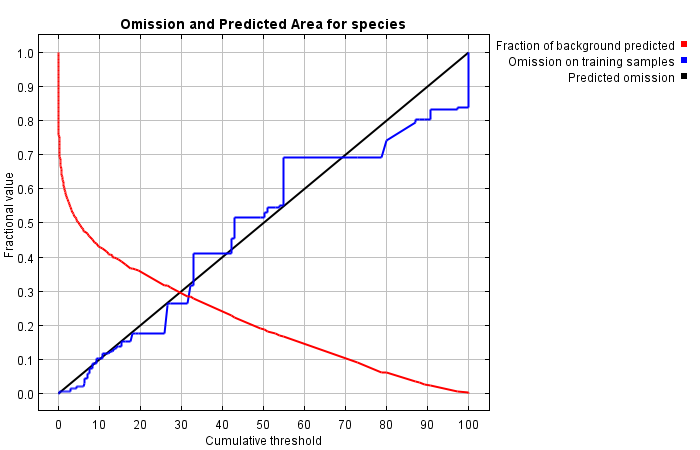 Omission and Predicted Area for species
Fraction of background predicted
Omission on training samples
Predicted omission
Fractional value
1.0
0.9
0.8
0.7
0.6
0.5
0.4
0.3
0.2
0.1
0.0
0 10 20 30 40 50 60 70 80 90 100
Cumulative threshold